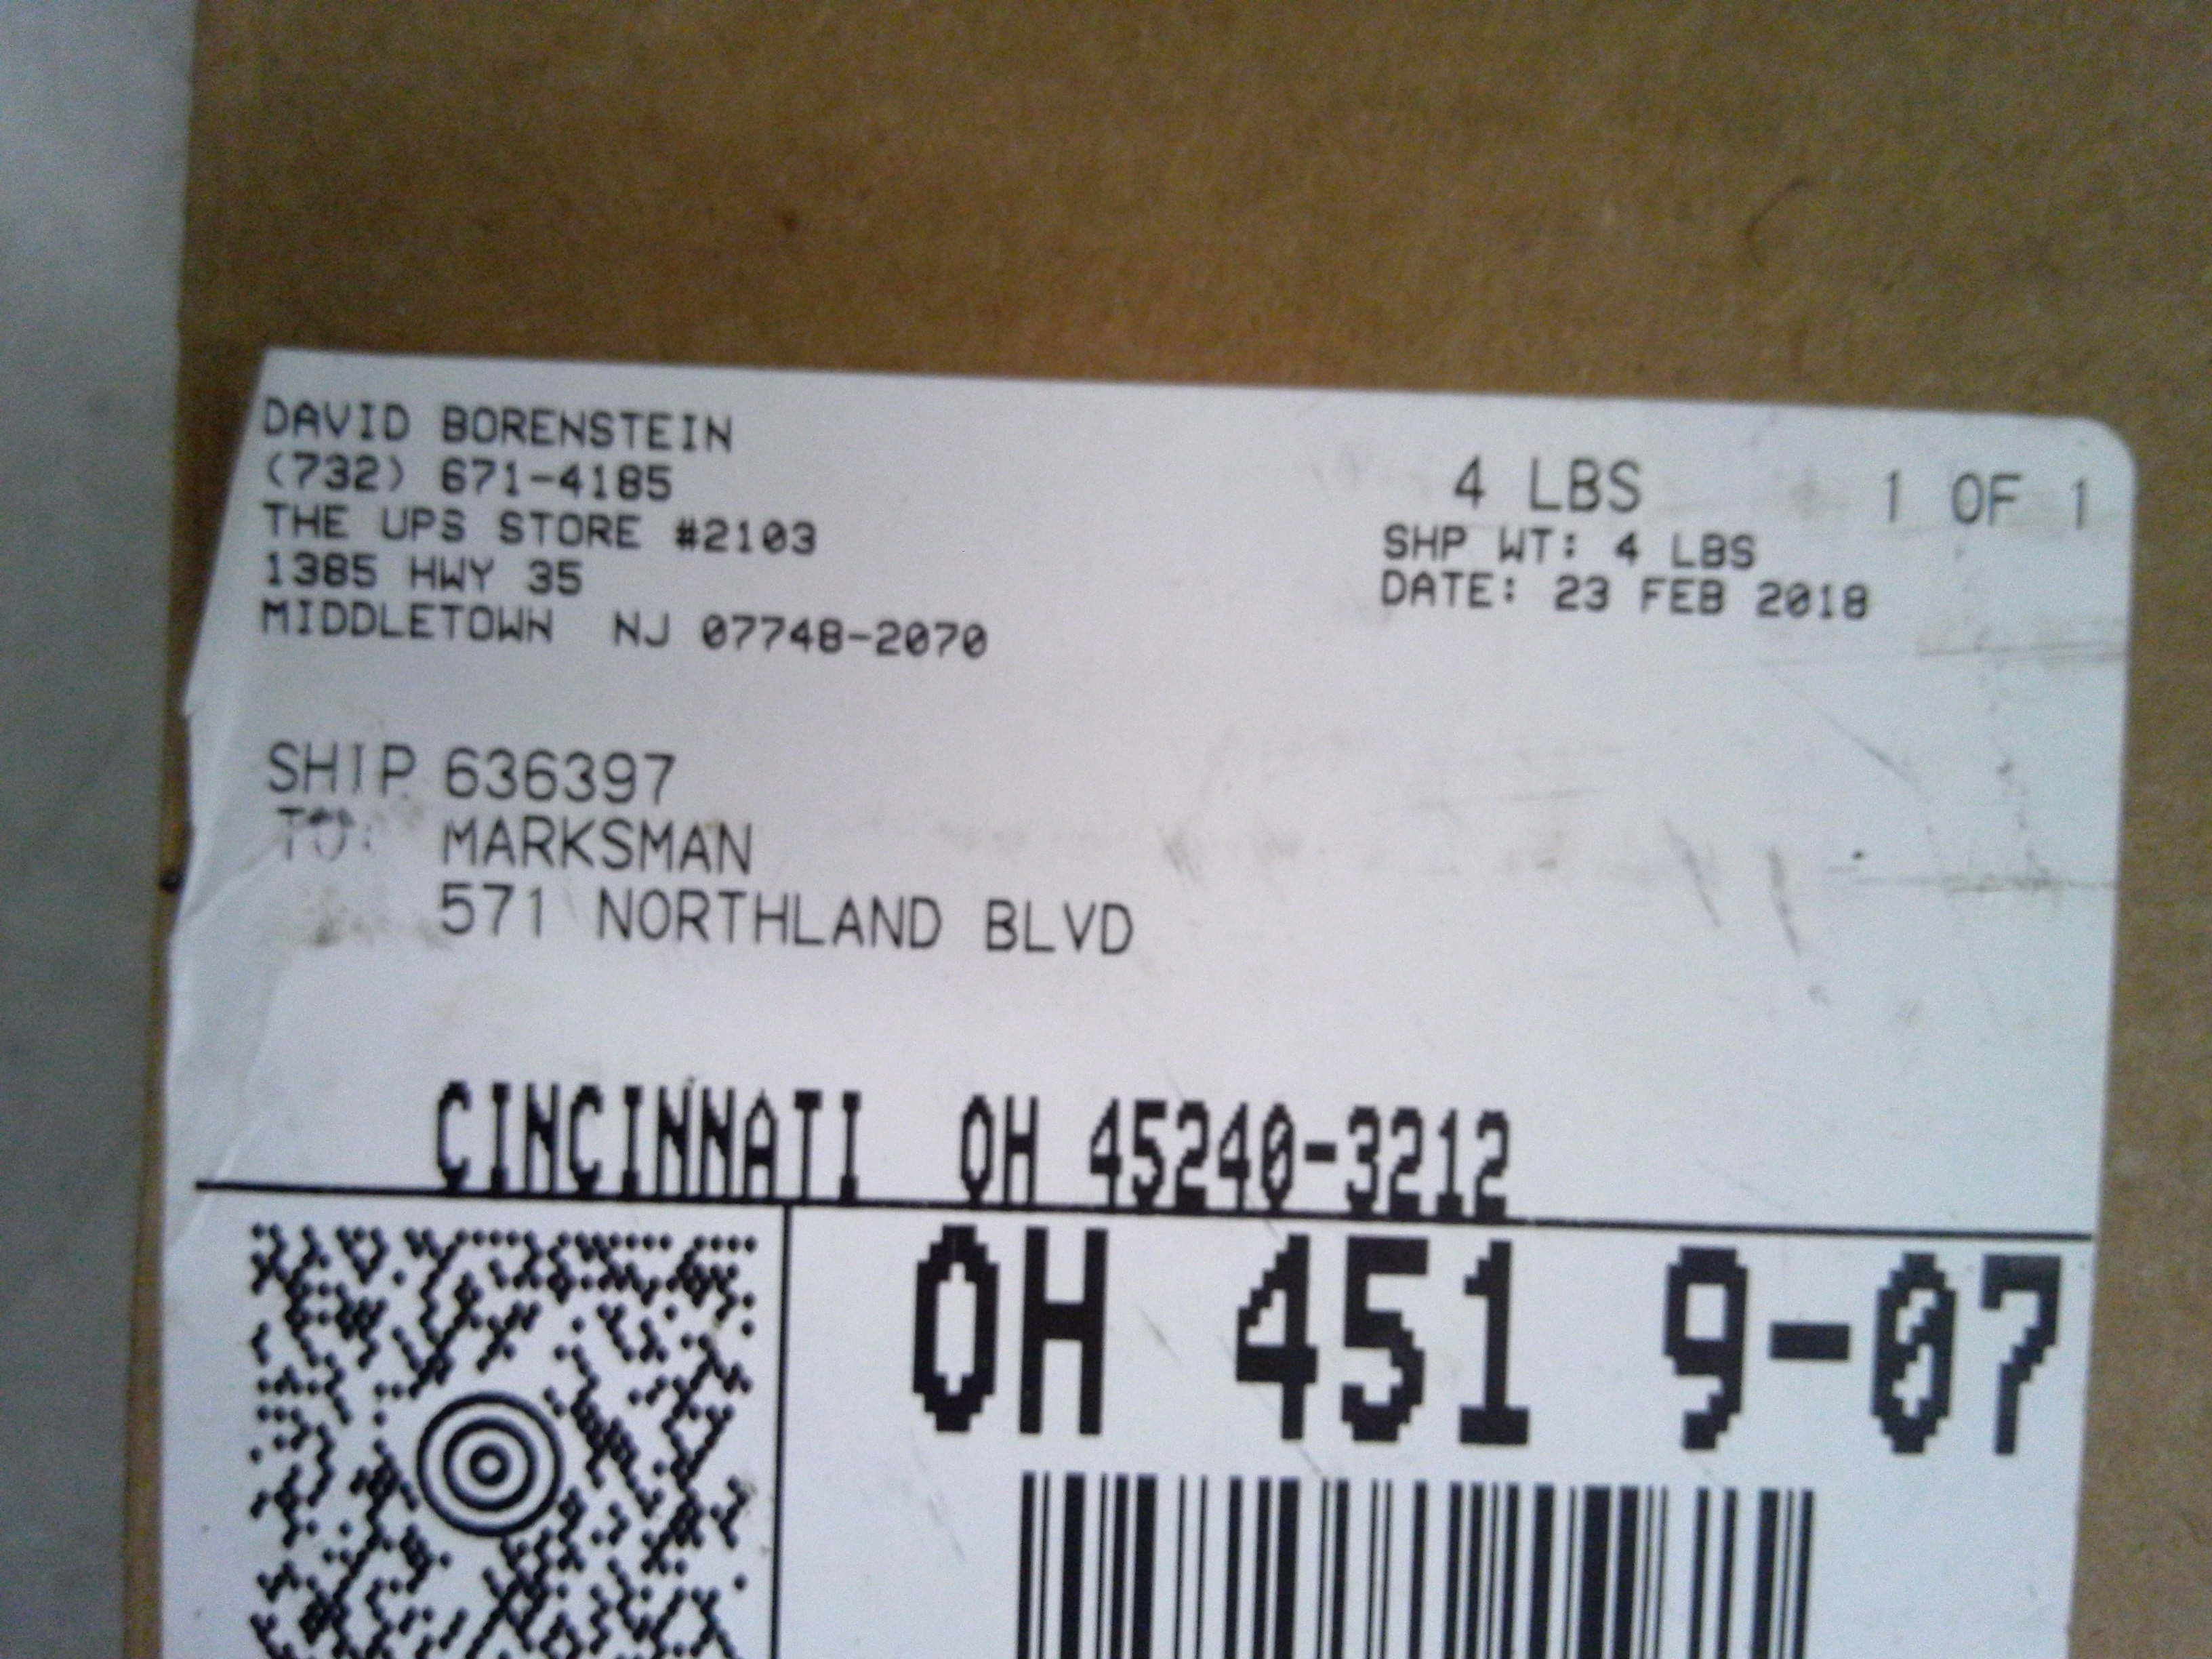 DAVID BORENSTEIN
(732) 671-4185
THE UPS STORE #2103
1385 HWY 35
MIDDLETOWN NJ 07748-2070
4 LBS 1 OF 1
SHP WT: 4 LBS
DATE: 23 FEB 2018
SHIP 636397
TO: MARKSMAN
571 NORTHLAND BLVD
CINCINNATI OH 45240-3212
OH 451 9-07